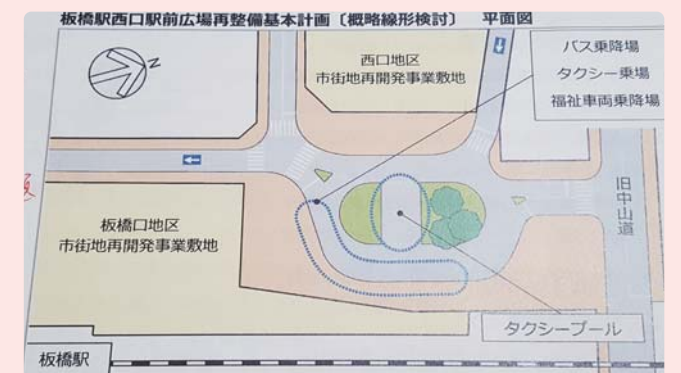 板橋駅西口駅前広場再整備基本計画〔概略線形検討〕 平面図
西口地区
市街地再開発事業敷地
バス乗降場
タクシー乗場
福祉車両乗降場
N
旧中山道
板橋口地区
市街地再開発事業敷地
タクシープール
板橋駅